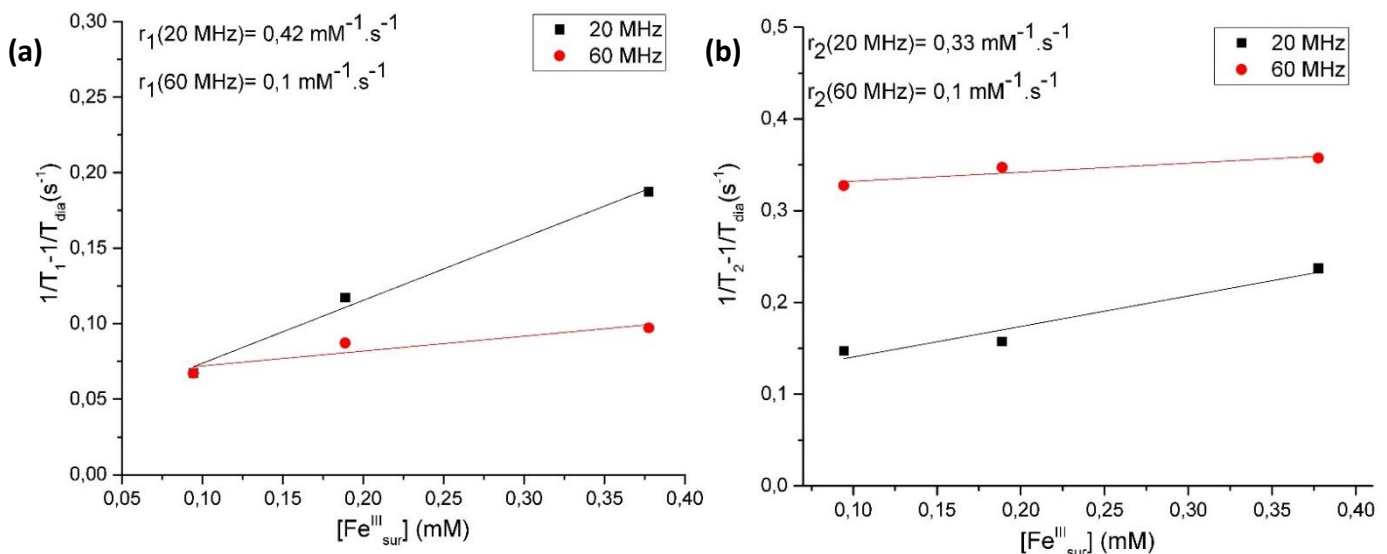 (a)
r₁(20 MHz)= 0,42 mM⁻¹.s⁻¹
r₁(60 MHz)= 0,1 mM⁻¹.s⁻¹
20 MHz
60 MHz
1/T₁-1/T_dia(s⁻¹)
0,30
0,25
0,20
0,15
0,10
0,05
0,00
0,05
0,10
0,15
0,20
0,25
0,30
0,35
0,40
[Feᴵᴵᴵ_sur] (mM)
(b)
r₂(20 MHz)= 0,33 mM⁻¹.s⁻¹
r₂(60 MHz)= 0,1 mM⁻¹.s⁻¹
20 MHz
60 MHz
1/T₂-1/T_dia(s⁻¹)
0,5
0,4
0,3
0,2
0,1
0,0
0,10
0,15
0,20
0,25
0,30
0,35
0,40
[Feᴵᴵᴵ_sur] (mM)